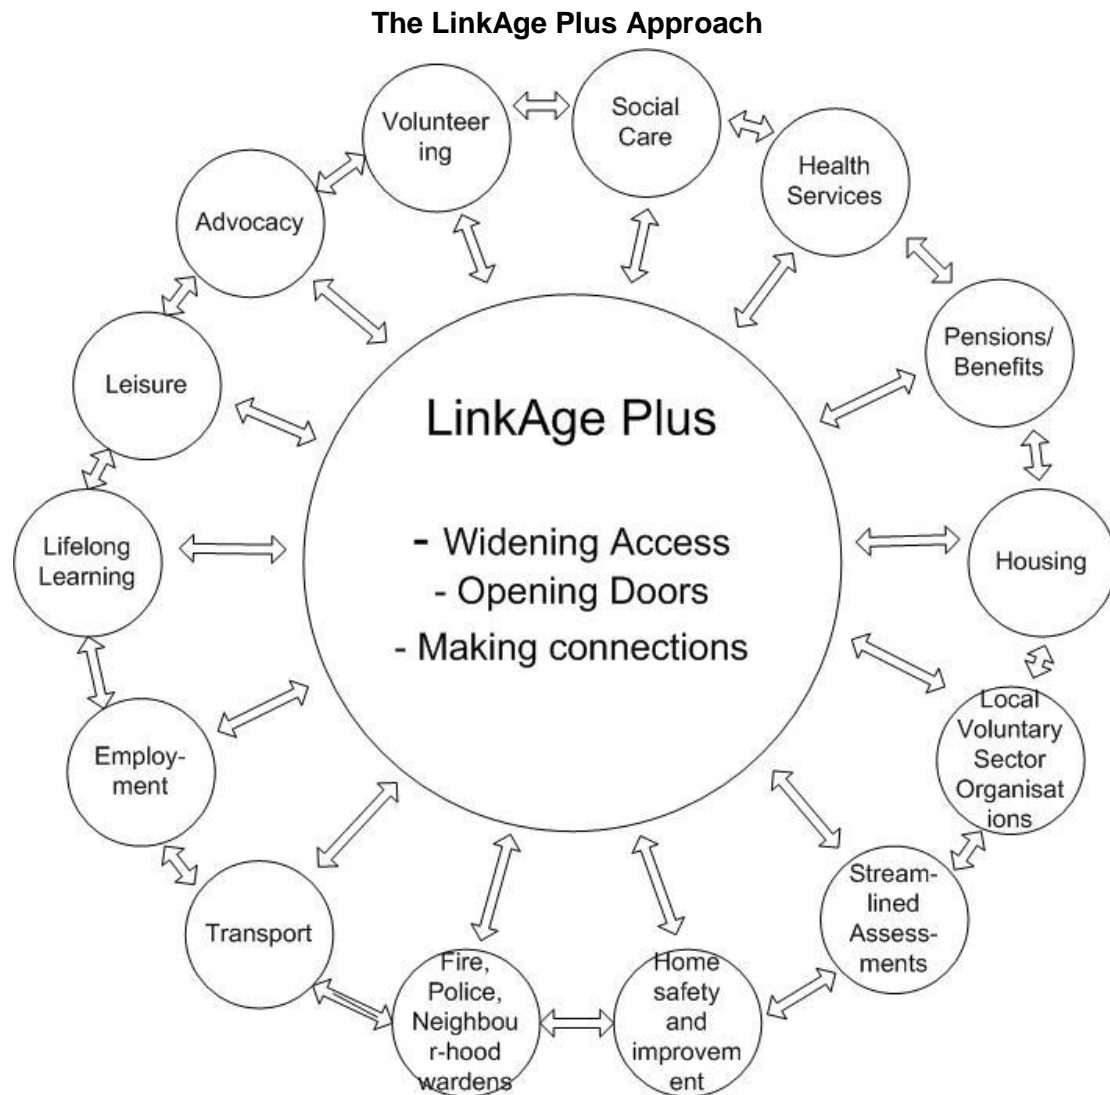 The LinkAge Plus Approach
Volunteer
ing
Social
Care
Health
Services
Advocacy
Pensions/
Benefits
Leisure
LinkAge Plus
- Widening Access
- Opening Doors
- Making connections
Lifelong
Learning
Housing
Local
Voluntary
Sector
Organisat
ions
Employ-
ment
Stream-
lined
Assess-
ments
Transport
Fire,
Police,
Neighbou
r-hood
wardens
Home
safety
and
improvem
ent